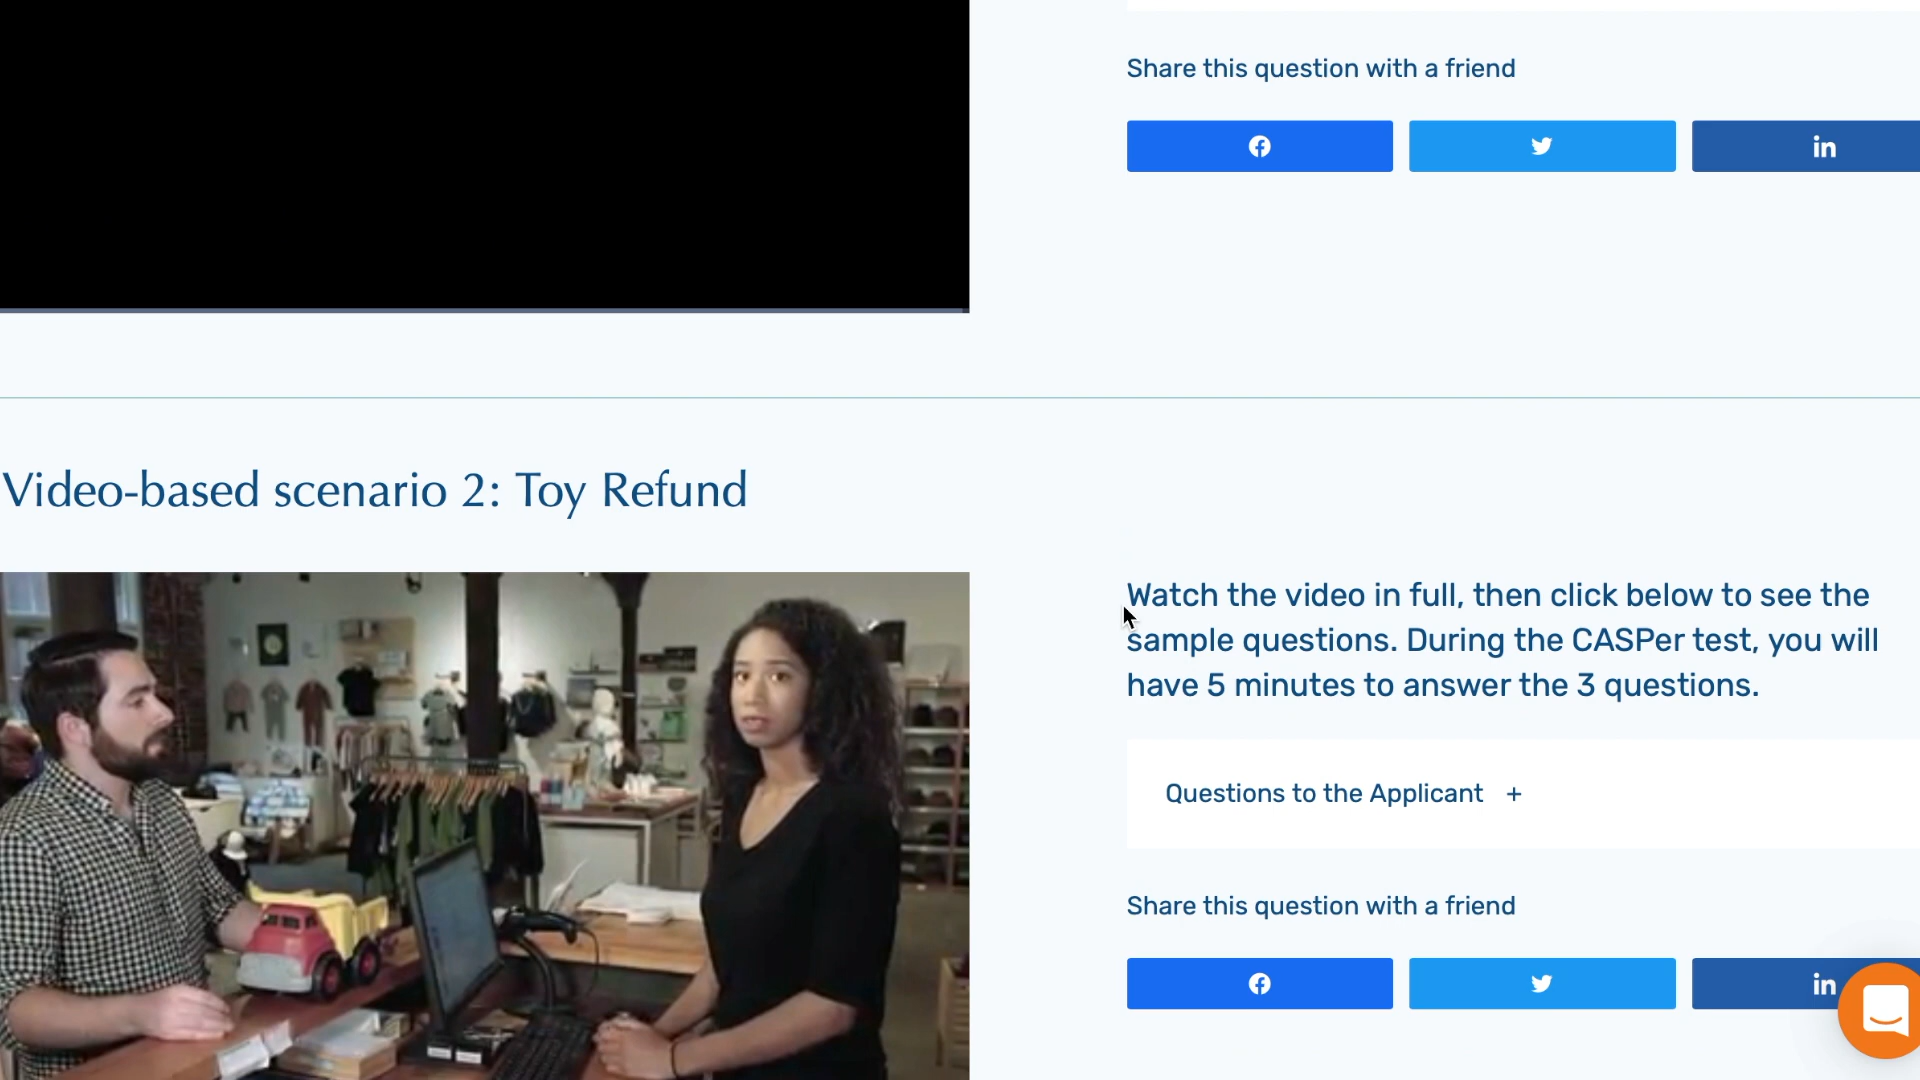 Share this question with a friend
in
Video-based scenario 2: Toy Refund
Watch the video in full, then click below to see the
sample questions. During the CASPer test, you will
have 5 minutes to answer the 3 questions.
Questions to the Applicant +
Share this question with a friend
in